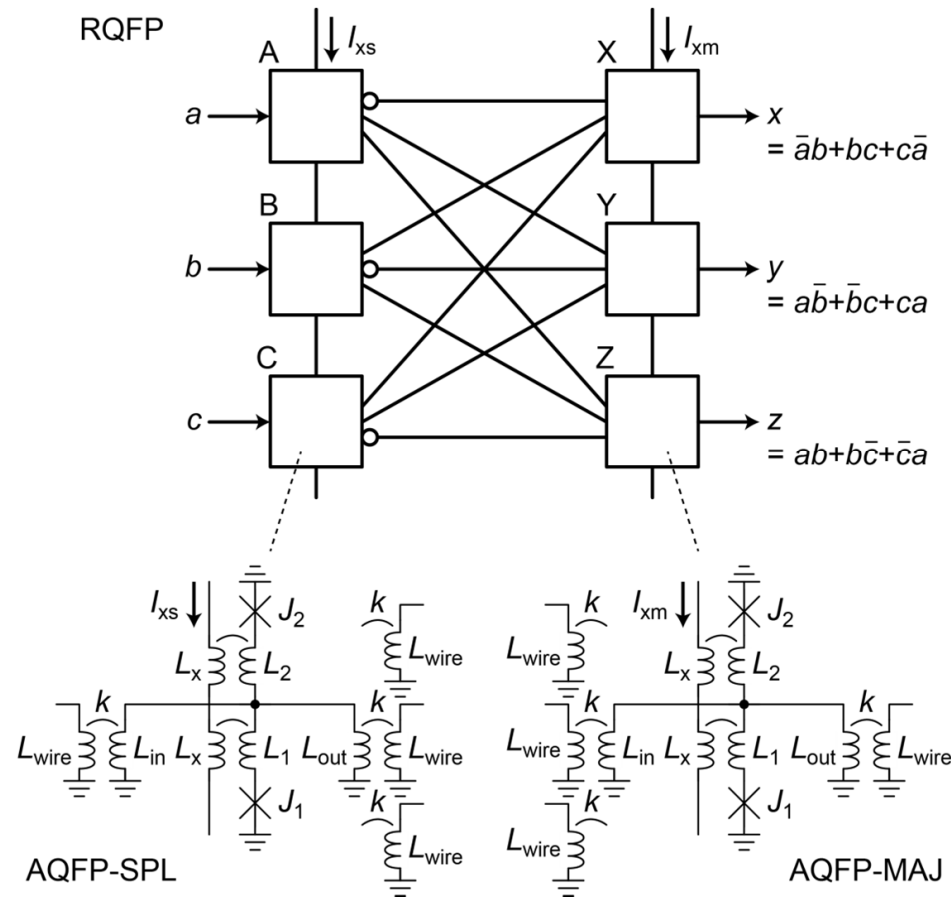 RQFP
A
I_xs
X
I_xm
a
x
= āb+bc+cā
B
Y
b
y
= ab̄+b̄c+ca
C
Z
c
z
= ab+bc̄+c̄a
I_xs
J_2
k
L_wire
k
I_xm
J_2
L_x
L_2
L_wire
L_x
L_2
k
k
k
k
L_wire
L_in
L_x
L_1
L_out
L_wire
L_wire
L_in
L_x
L_1
L_out
L_wire
J_1
k
k
J_1
L_wire
L_wire
AQFP-SPL
AQFP-MAJ